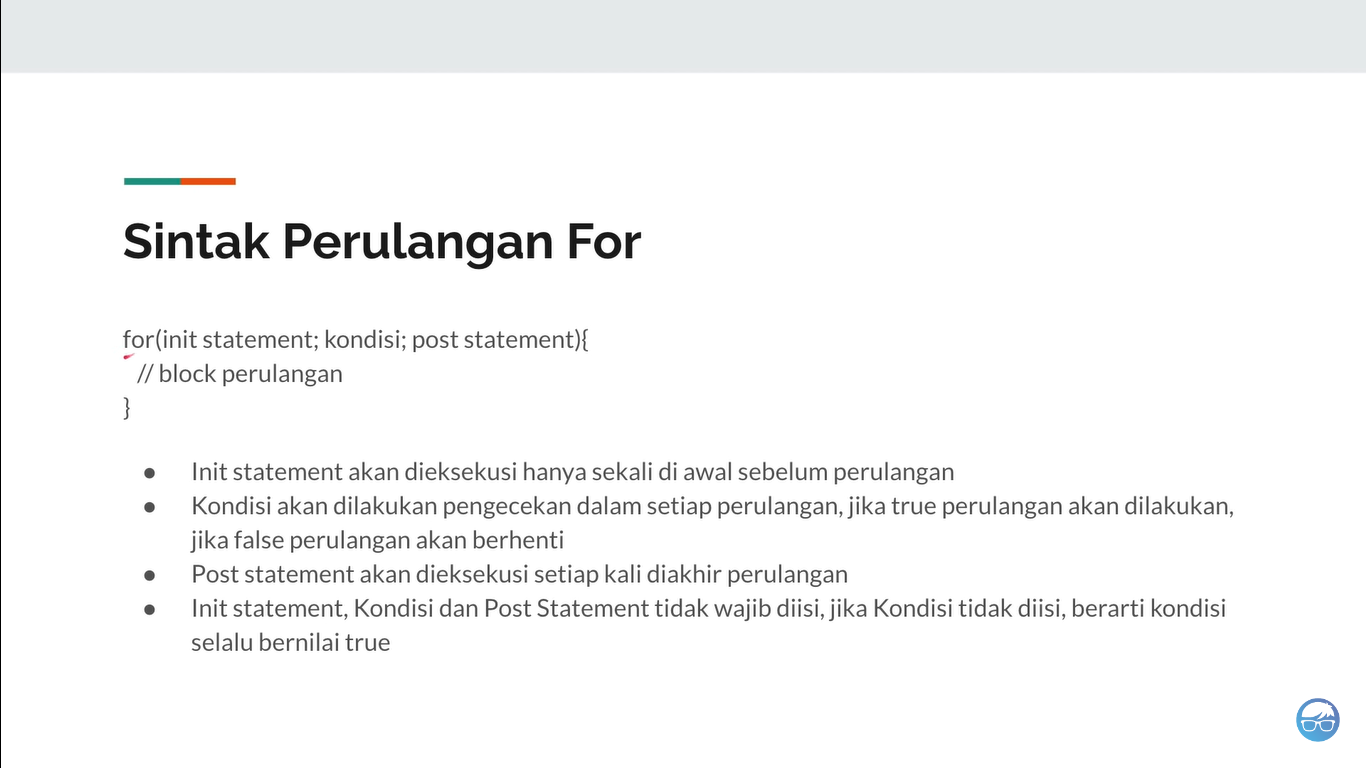 Sintak Perulangan For
for(init statement; kondisi; post statement){
// block perulangan
}
● Init statement akan dieksekusi hanya sekali di awal sebelum perulangan
● Kondisi akan dilakukan pengecekan dalam setiap perulangan, jika true perulangan akan dilakukan,
jika false perulangan akan berhenti
● Post statement akan dieksekusi setiap kali diakhir perulangan
● Init statement, Kondisi dan Post Statement tidak wajib diisi, jika Kondisi tidak diisi, berarti kondisi
selalu bernilai true